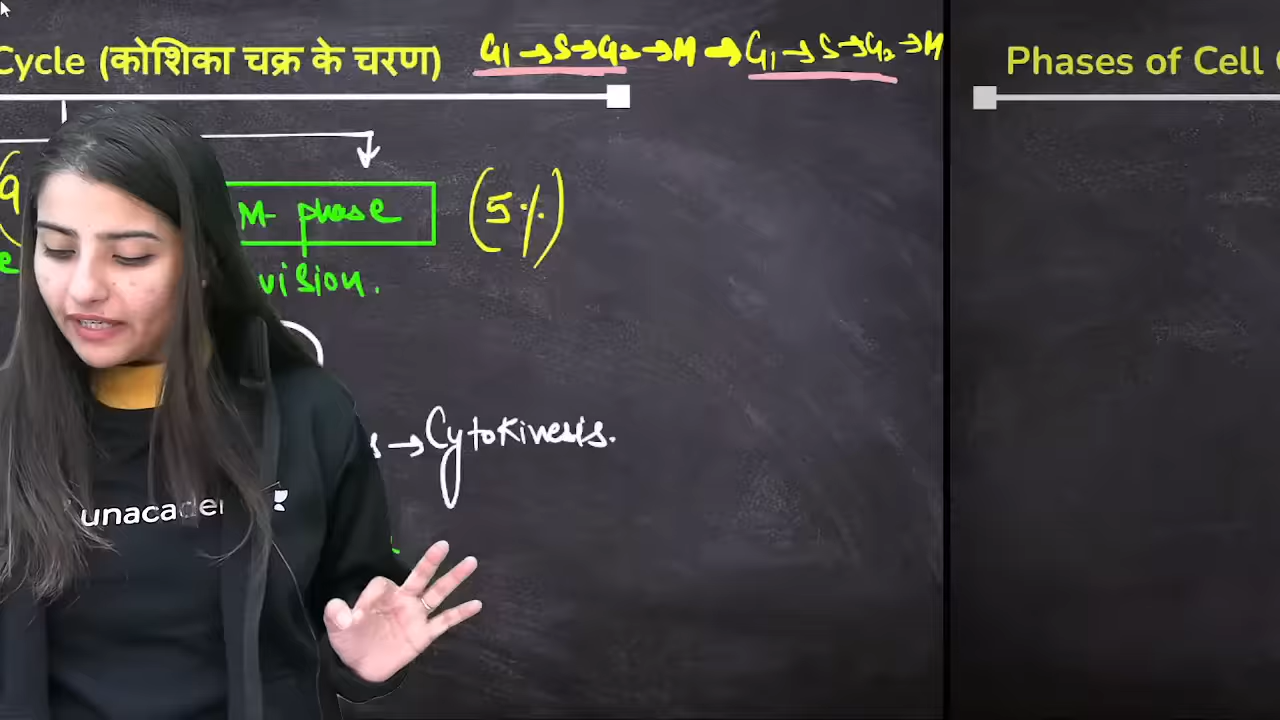 Cycle (कोशिका चक्र के चरण)
G₁→S→G₂→M→G₁→S→G₂→M
Phases of Cell
M- phase
(5%)
vision.
→Cytokinesis.
unacade